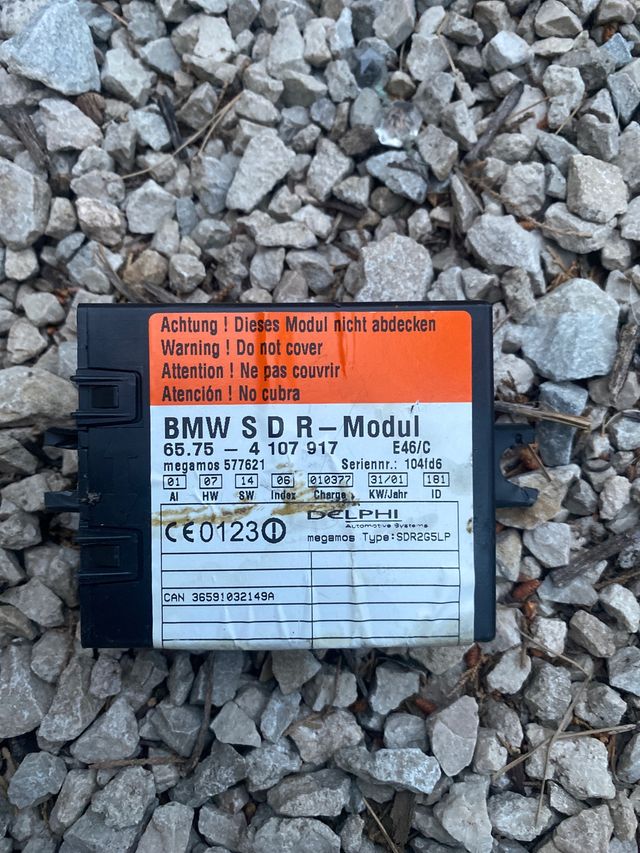 Achtung ! Dieses Modul nicht abdecken
Warning ! Do not cover
Attention ! Ne pas couvrir
Atención ! No cubra
BMW S D R-Modul
65.75 - 4 107 917 E46/C
megamos 577621 Seriennr.: 104fd6
01 07 14 06 010377 31/01 181
AI HW SW Index Charge KW/Jahr ID
CE0123 DELPHI
Automotive Systems
megamos Type:SDR2G5LP
CAN 36591032149A